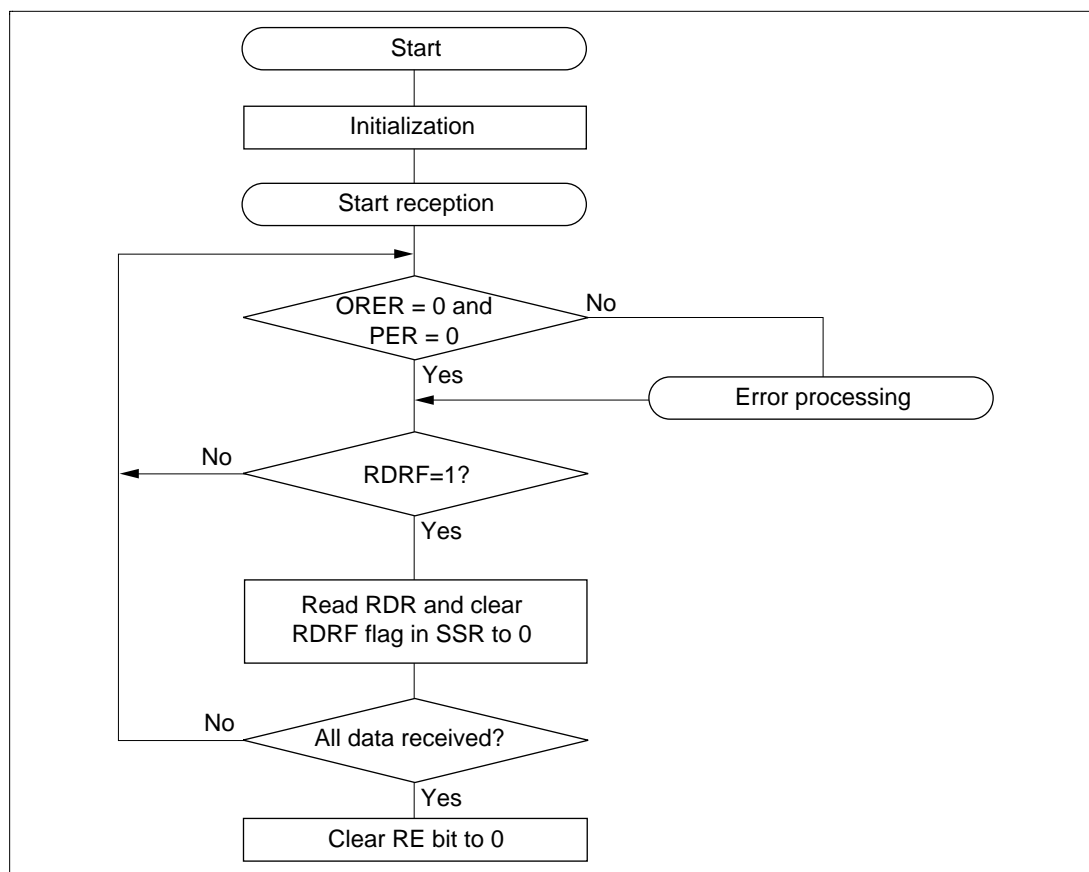 Start
Initialization
Start reception
ORER = 0 and
PER = 0
No
Yes
Error processing
No
RDRF=1?
Yes
Read RDR and clear
RDRF flag in SSR to 0
No
All data received?
Yes
Clear RE bit to 0